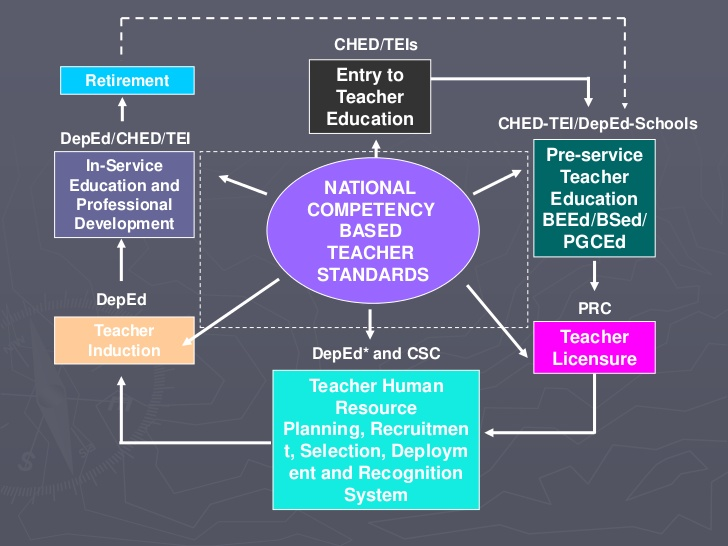 CHED/TEIs
Entry to
Teacher
Education
Retirement
CHED-TEI/DepEd-Schools
Pre-service
Teacher
Education
BEEd/BSed/
PGCEd
DepEd/CHED/TEI
In-Service
Education and
Professional
Development
NATIONAL
COMPETENCY
BASED
TEACHER
STANDARDS
DepEd
Teacher
Induction
PRC
Teacher
Licensure
DepEd* and CSC
Teacher Human
Resource
Planning, Recruitmen
t, Selection, Deploym
ent and Recognition
System